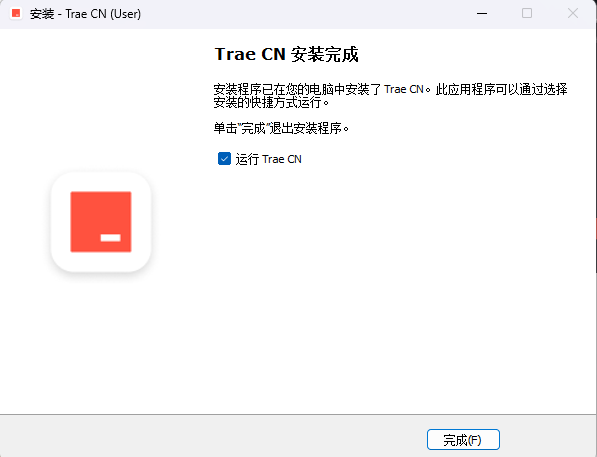 安装 - Trae CN (User)
Trae CN 安装完成
安装程序已在您的电脑中安装了 Trae CN。此应用程序可以通过选择
安装的快捷方式运行。
单击"完成"退出安装程序。
运行 Trae CN
完成(F)